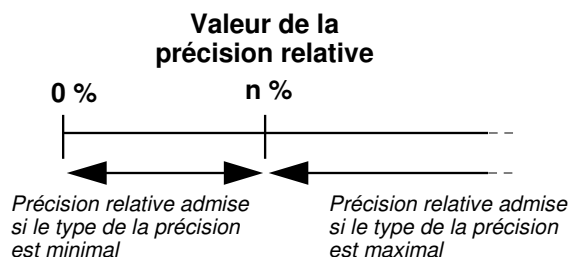 Valeur de la
précision relative
0 % n %
Précision relative admise
si le type de la précision
est minimal
Précision relative admise
si le type de la précision
est maximal